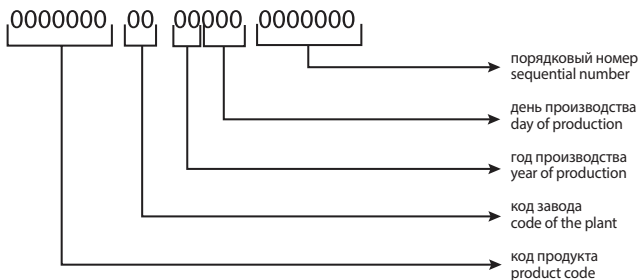 0000000 00 00000 0000000
порядковый номер
sequential number
день производства
day of production
год производства
year of production
код завода
code of the plant
код продукта
product code